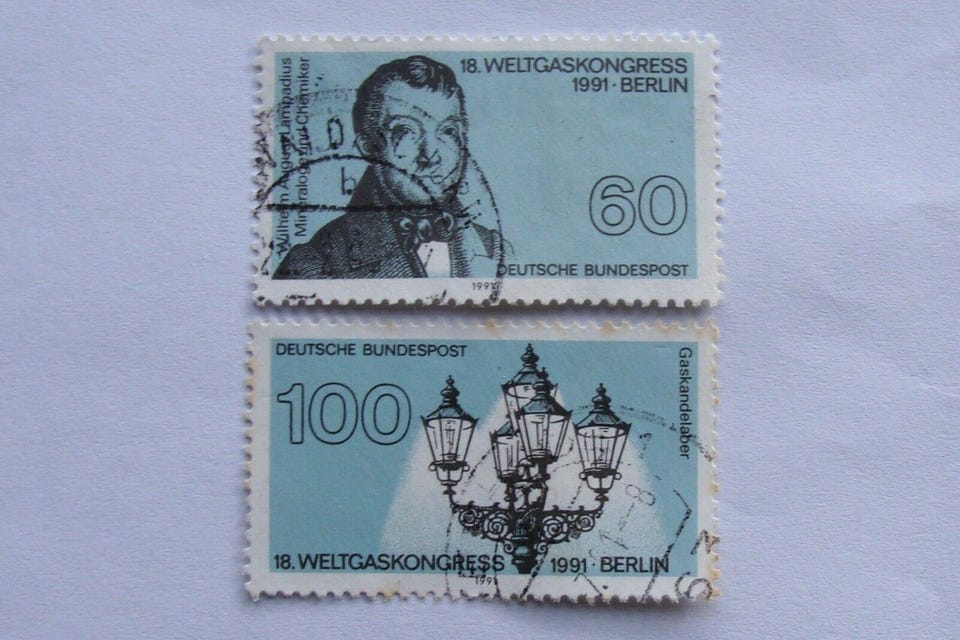 Wilhelm August Lampadius
Mineraloge und Chemiker
18. WELTGASKONGRESS
1991 · BERLIN
60
DEUTSCHE BUNDESPOST
1991
DEUTSCHE BUNDESPOST
100
Gaskandelaber
18. WELTGASKONGRESS 1991 · BERLIN
1991